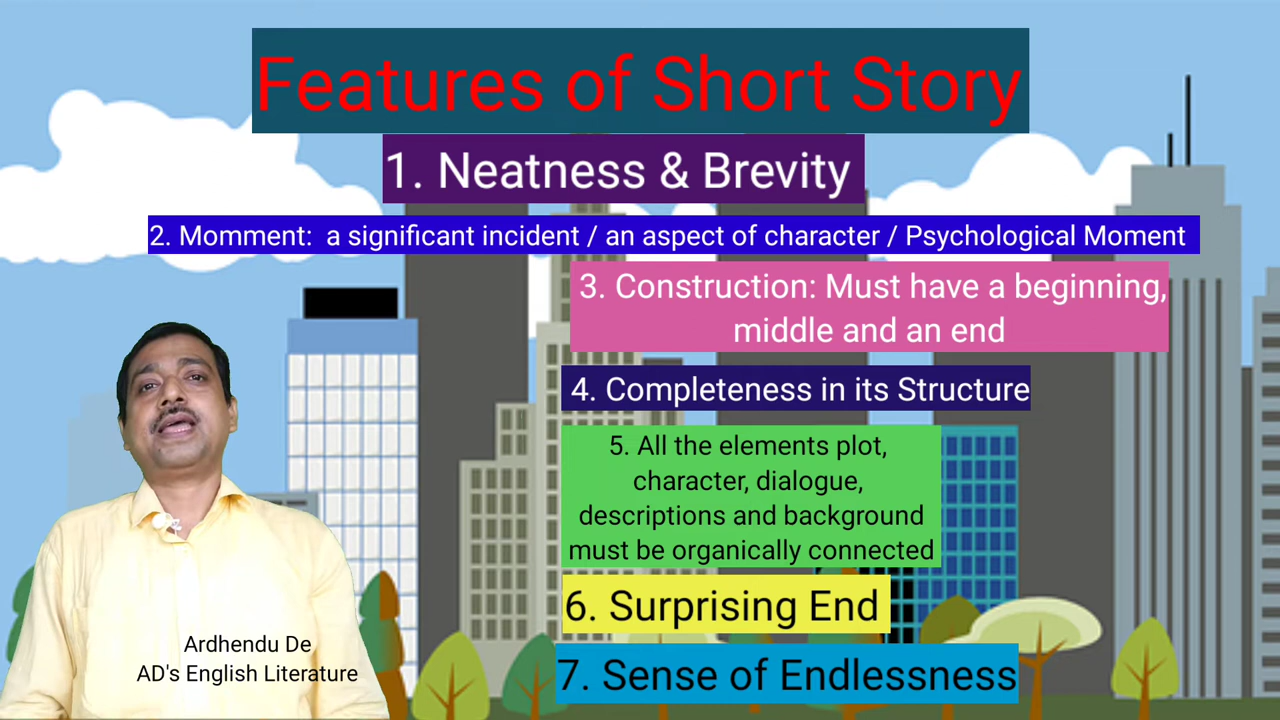 Features of Short Story
1. Neatness & Brevity
2. Momment: a significant incident / an aspect of character / Psychological Moment
3. Construction: Must have a beginning,
middle and an end
4. Completeness in its Structure
5. All the elements plot,
character, dialogue,
descriptions and background
must be organically connected
6. Surprising End
7. Sense of Endlessness
Ardhendu De
AD's English Literature